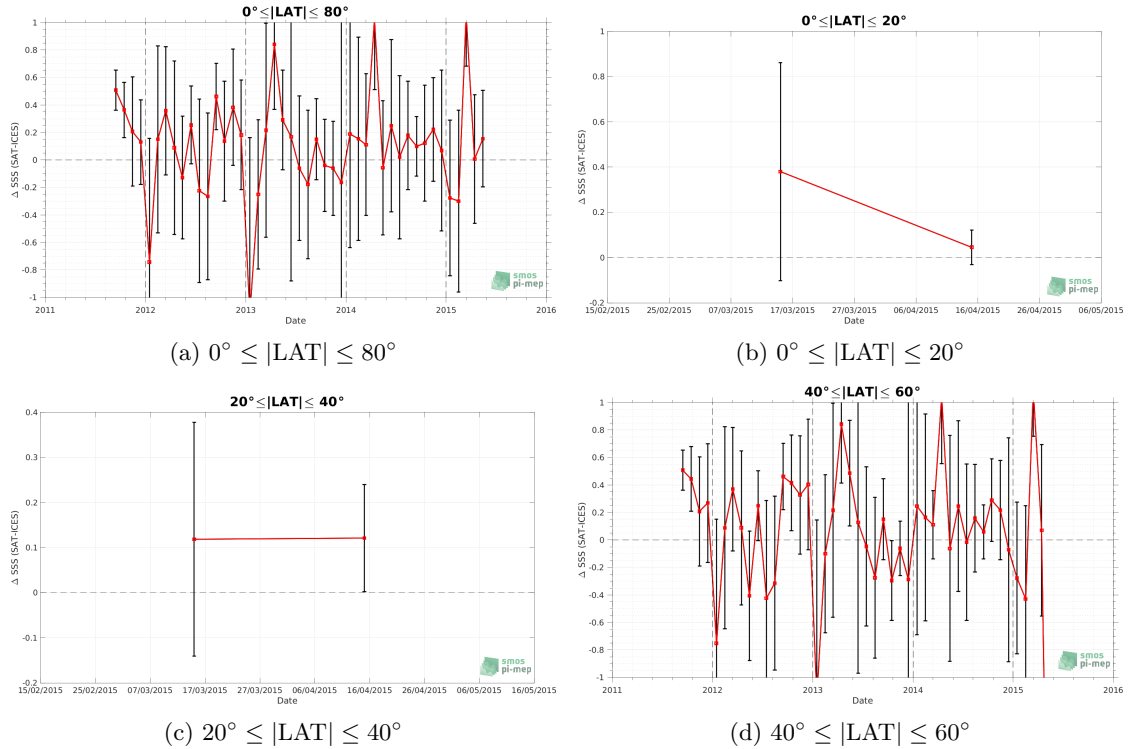 0°≤|LAT|≤ 80°
1
0.8
0.6
0.4
0.2
0
-0.2
-0.4
-0.6
-0.8
-1
Δ SSS (SAT-ICES)
2011
2012
2013
2014
2015
2016
Date
smos
pi-mep
(a) 0° ≤ |LAT| ≤ 80°
0°≤|LAT|≤ 20°
1
0.8
0.6
0.4
0.2
0
-0.2
Δ SSS (SAT-ICES)
15/02/2015
25/02/2015
07/03/2015
17/03/2015
27/03/2015
06/04/2015
16/04/2015
26/04/2015
06/05/2015
Date
smos
pi-mep
(b) 0° ≤ |LAT| ≤ 20°
20°≤|LAT|≤ 40°
0.4
0.3
0.2
0.1
0
-0.1
-0.2
Δ SSS (SAT-ICES)
15/02/2015
25/02/2015
07/03/2015
17/03/2015
27/03/2015
06/04/2015
16/04/2015
26/04/2015
06/05/2015
16/05/2015
Date
smos
pi-mep
(c) 20° ≤ |LAT| ≤ 40°
40°≤|LAT|≤ 60°
1
0.8
0.6
0.4
0.2
0
-0.2
-0.4
-0.6
-0.8
-1
Δ SSS (SAT-ICES)
2011
2012
2013
2014
2015
2016
Date
smos
pi-mep
(d) 40° ≤ |LAT| ≤ 60°